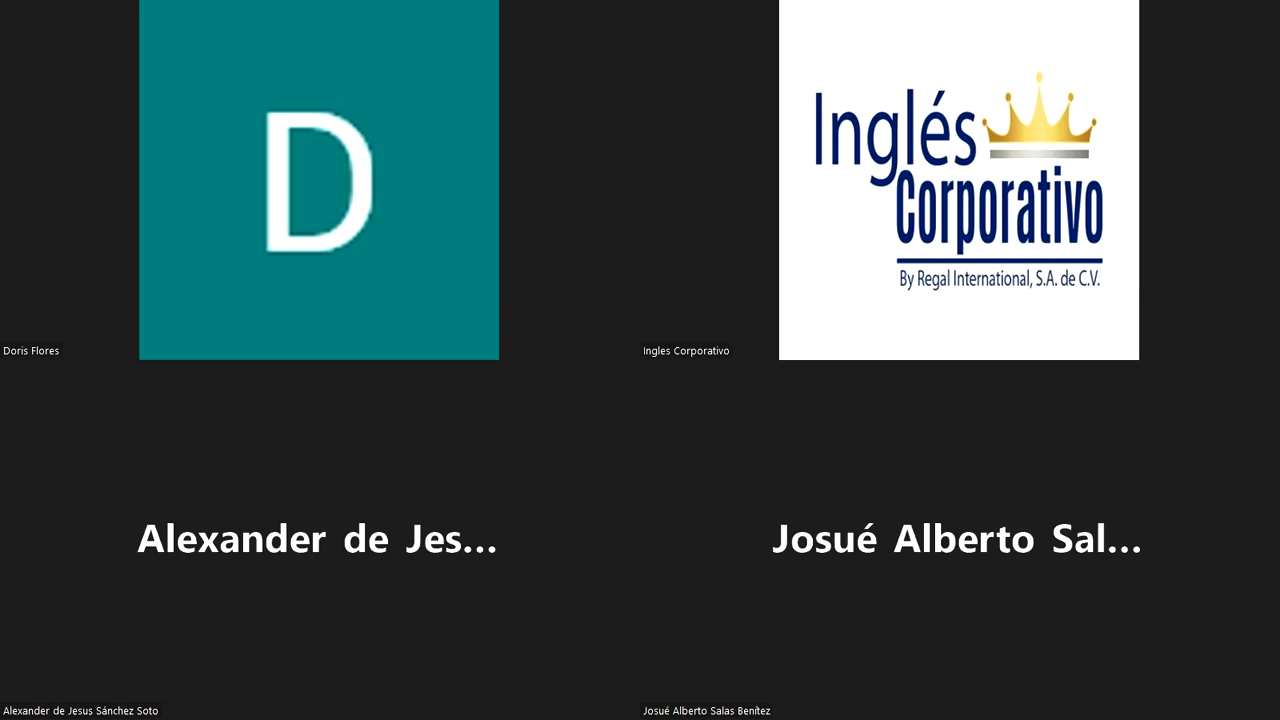 D
Doris Flores
Inglés
Corporativo
By Regal International, S.A. de C.V.
Ingles Corporativo
Alexander de Jes...
Alexander de Jesus Sánchez Soto
Josué Alberto Sal...
Josué Alberto Salas Benítez